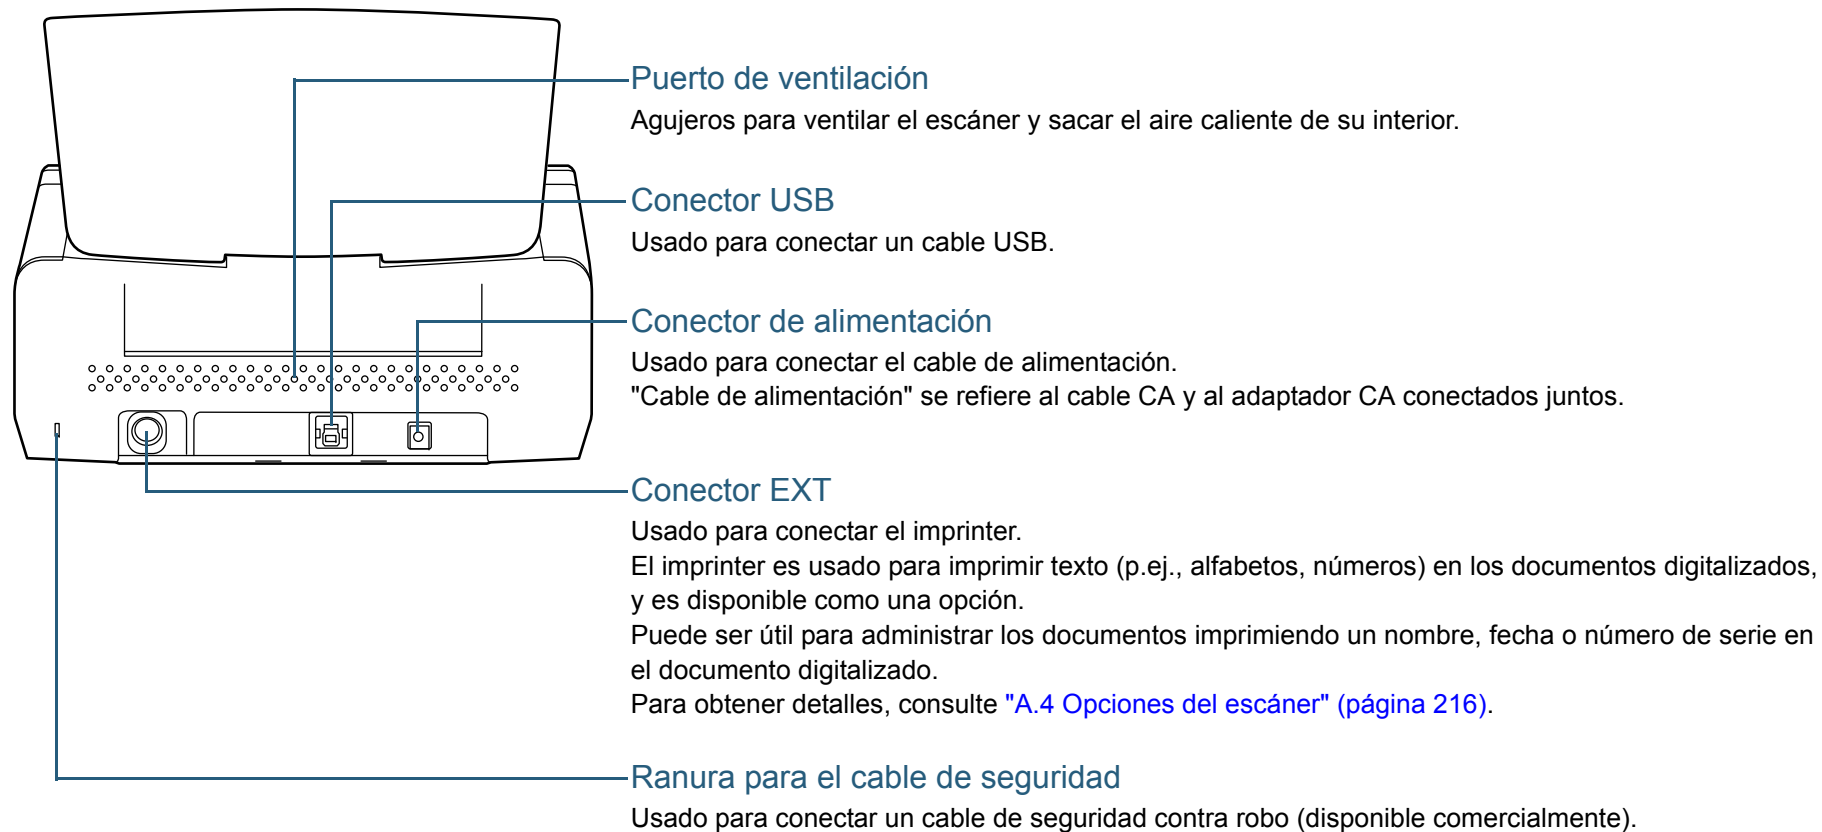 Puerto de ventilación
Agujeros para ventilar el escáner y sacar el aire caliente de su interior.
Conector USB
Usado para conectar un cable USB.
Conector de alimentación
Usado para conectar el cable de alimentación.
"Cable de alimentación" se refiere al cable CA y al adaptador CA conectados juntos.
Conector EXT
Usado para conectar el imprinter.
El imprinter es usado para imprimir texto (p.ej., alfabetos, números) en los documentos digitalizados,
y es disponible como una opción.
Puede ser útil para administrar los documentos imprimiendo un nombre, fecha o número de serie en
el documento digitalizado.
Para obtener detalles, consulte "A.4 Opciones del escáner" (página 216).
Ranura para el cable de seguridad
Usado para conectar un cable de seguridad contra robo (disponible comercialmente).